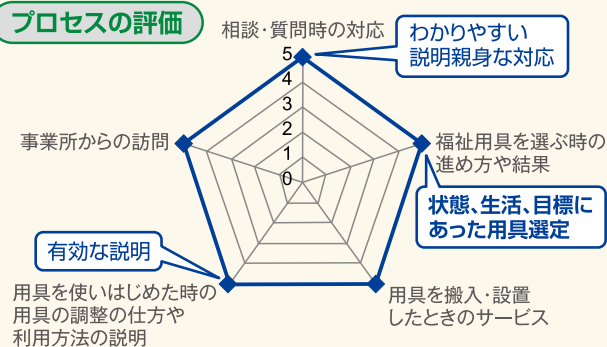 プロセスの評価
相談・質問時の対応
わかりやすい
説明親身な対応
5
4
3
2
1
0
事業所からの訪問
福祉用具を選ぶ時の
進め方や結果
状態、生活、目標に
あった用具選定
有効な説明
用具を使いはじめた時の
用具の調整の仕方や
利用方法の説明
用具を搬入・設置
したときのサービス